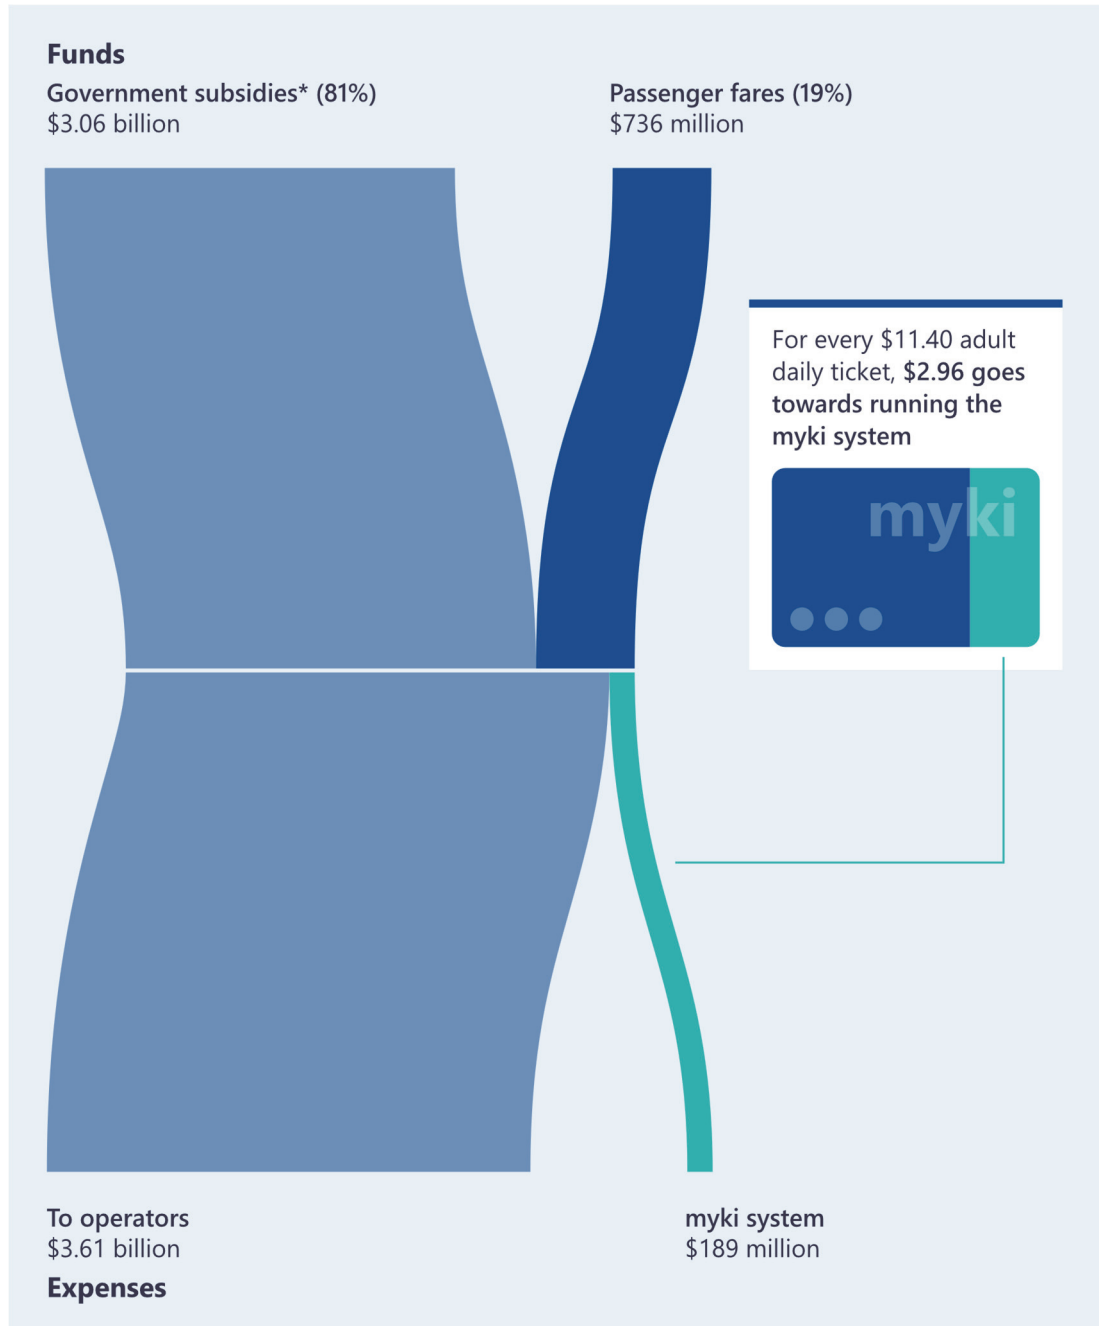 Funds
Government subsidies* (81%)
$3.06 billion
Passenger fares (19%)
$736 million
For every $11.40 adult
daily ticket, $2.96 goes
towards running the
myki system
myki
To operators
$3.61 billion
myki system
$189 million
Expenses